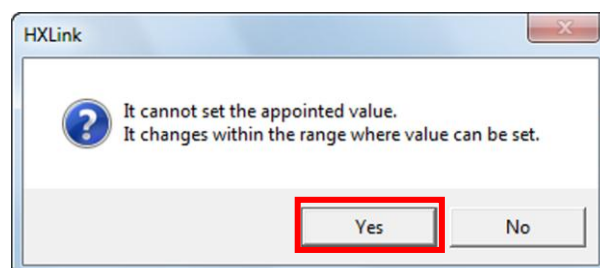 HXLink
It cannot set the appointed value.
It changes within the range where value can be set.
Yes No